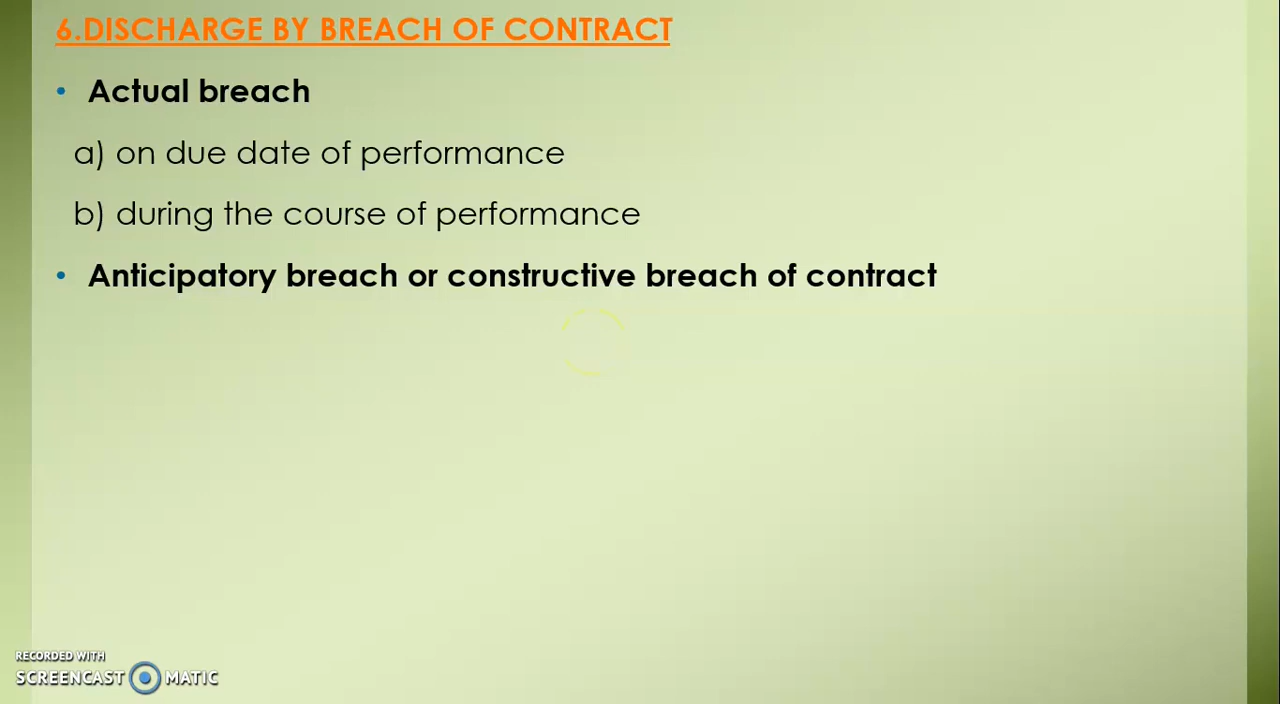 6.DISCHARGE BY BREACH OF CONTRACT
• Actual breach
a) on due date of performance
b) during the course of performance
• Anticipatory breach or constructive breach of contract
RECORDED WITH
SCREENCAST MATIC